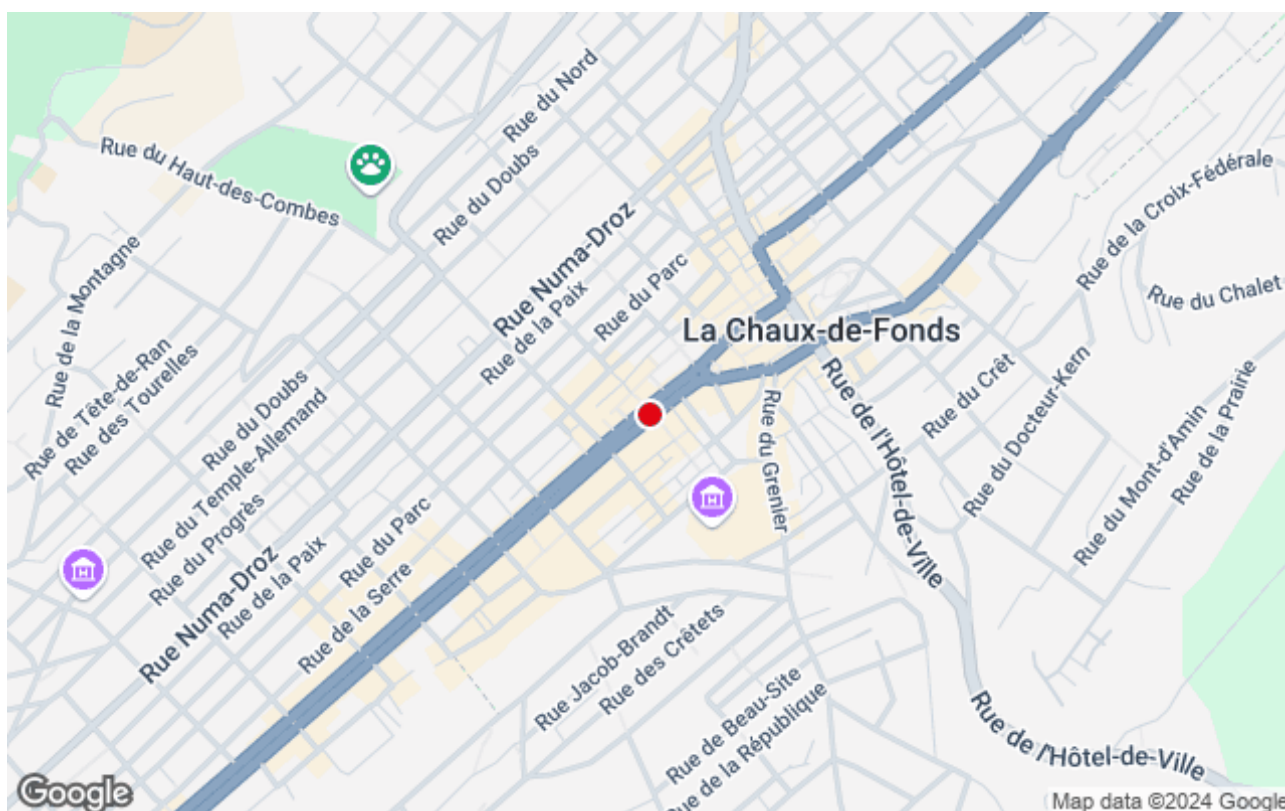 Rue du Nord
Rue du Haut-des-Combes
Rue du Doubs
Rue de la Croix-Fédérale
Rue Numa-Droz
Rue de la Montagne
Rue du Parc
Rue de la Paix
Rue du Chalet
La Chaux-de-Fonds
Rue de Tête-de-Ran
Rue des Tourelles
Rue du Doubs
Rue du Temple-Allemand
Rue du Crêt
Rue du Grenier
Rue de l'Hôtel-de-Ville
Rue du Docteur-Kern
Rue du Mont-d'Amin
Rue de la Prairie
Rue du Progrès
Rue du Parc
Rue de la Paix
Rue Numa-Droz
Rue de la Serre
Rue Jacob-Brandt
Rue des Crêtets
Rue de Beau-Site
Rue de la République
Rue de l'Hôtel-de-Ville
Google
Map data ©2024 Google